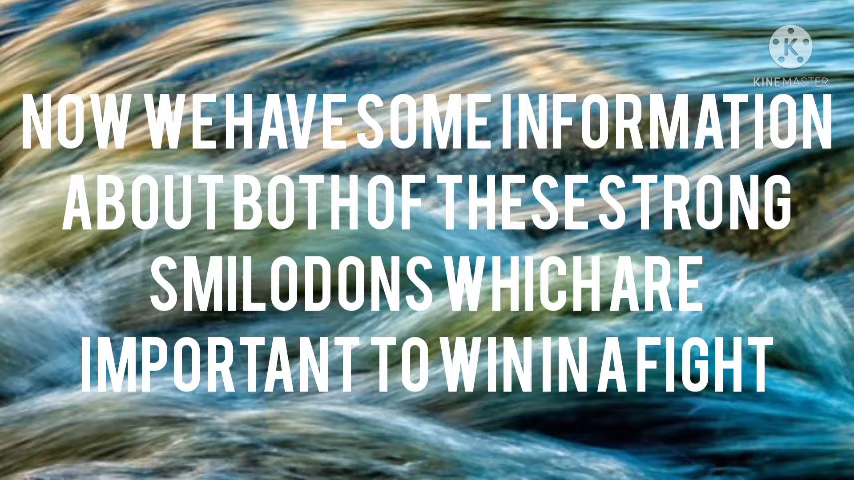 K
KINEMASTER
NOW WE HAVE SOME INFORMATION
ABOUT BOTH OF THESE STRONG
SMILODONS WHICH ARE
IMPORTANT TO WIN IN A FIGHT